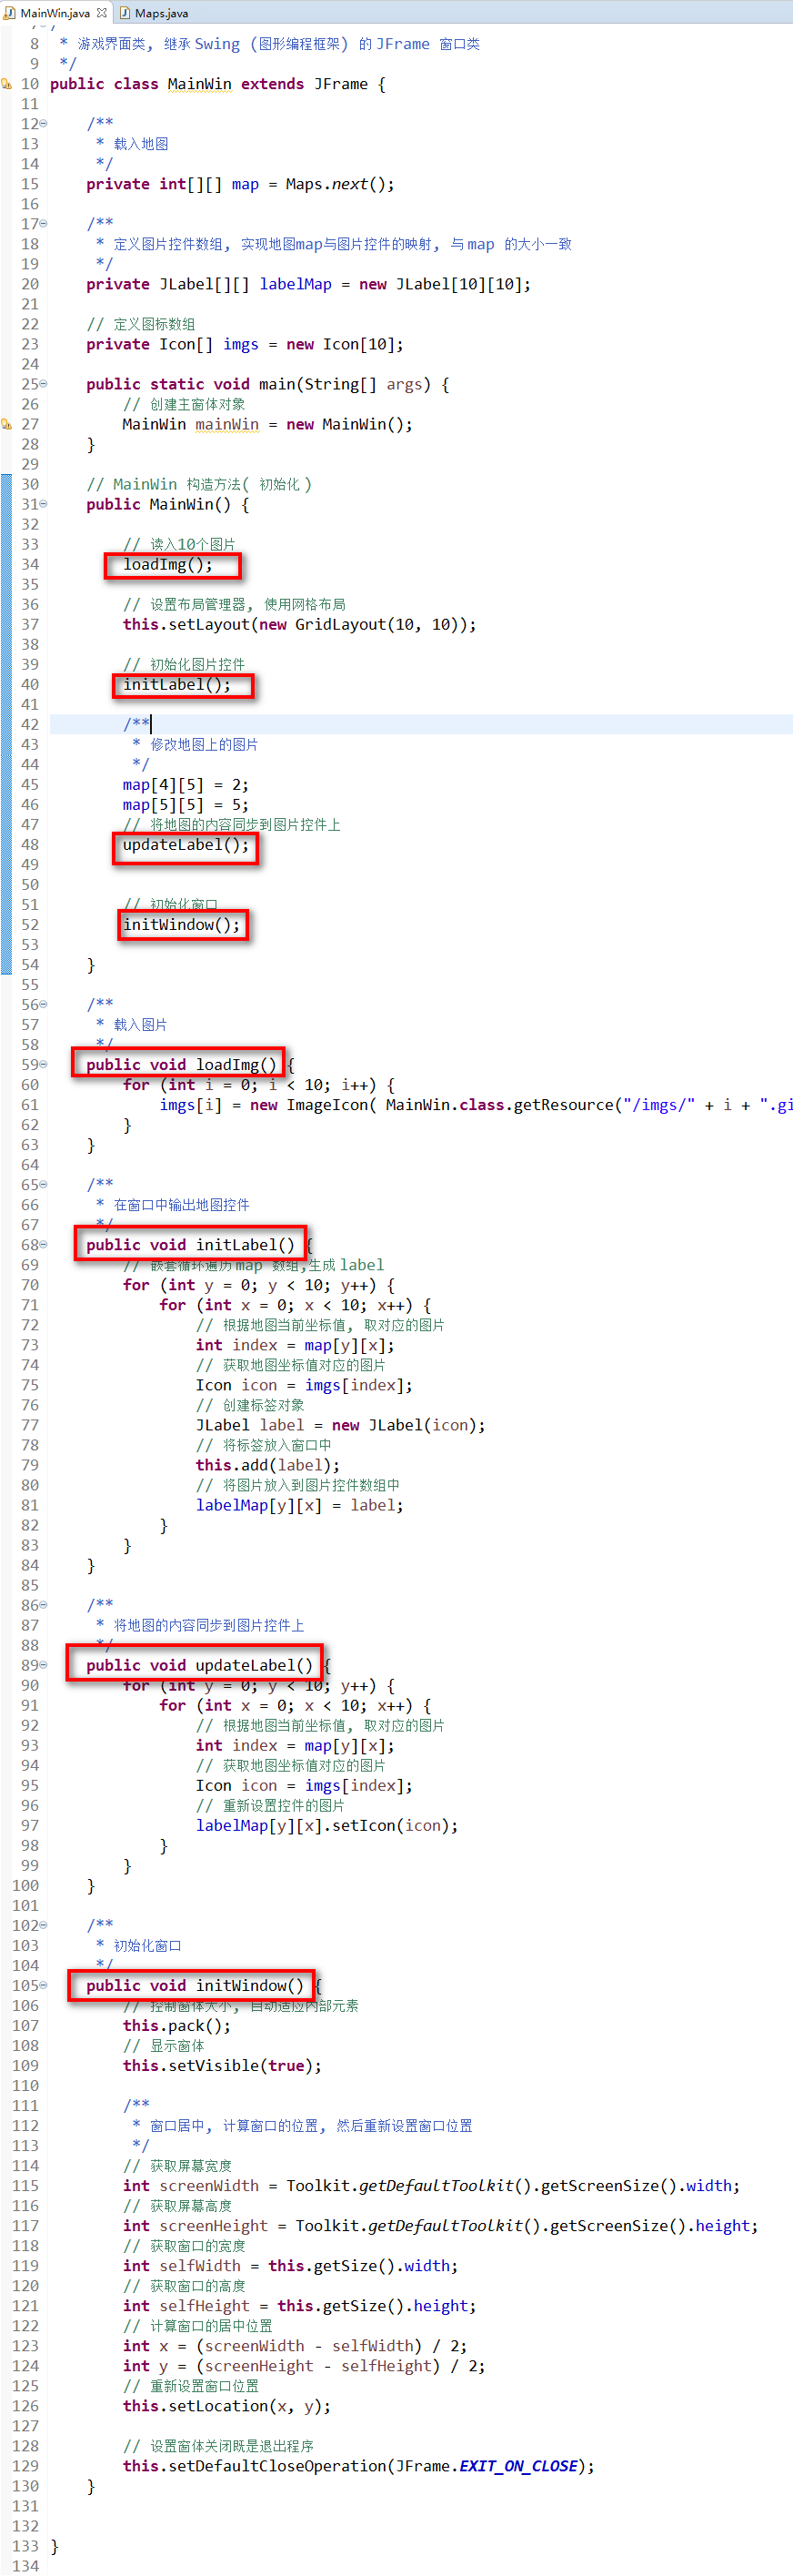 MainWin.java Maps.java
8 * 游戏界面类, 继承 Swing (图形编程框架) 的 JFrame 窗口类
9 */
10 public class MainWin extends JFrame {
11
12 /**
13 * 载入地图
14 */
15 private int[][] map = Maps.next();
16
17 /**
18 * 定义图片控件数组, 实现地图map与图片控件的映射, 与 map 的大小一致
19 */
20 private JLabel[][] labelMap = new JLabel[10][10];
21
22 // 定义图标数组
23 private Icon[] imgs = new Icon[10];
24
25 public static void main(String[] args) {
26 // 创建主窗体对象
27 MainWin mainWin = new MainWin();
28 }
29
30 // MainWin 构造方法( 初始化 )
31 public MainWin() {
32
33 // 读入10个图片
34 loadImg();
35
36 // 设置布局管理器, 使用网格布局
37 this.setLayout(new GridLayout(10, 10));
38
39 // 初始化图片控件
40 initLabel();
41
42 /**
43 * 修改地图上的图片
44 */
45 map[4][5] = 2;
46 map[5][5] = 5;
47 // 将地图的内容同步到图片控件上
48 updateLabel();
49
50
51 // 初始化窗口
52 initWindow();
53
54 }
55
56 /**
57 * 载入图片
58 */
59 public void loadImg() {
60 for (int i = 0; i < 10; i++) {
61 imgs[i] = new ImageIcon( MainWin.class.getResource("/imgs/" + i + ".gi
62 }
63 }
64
65 /**
66 * 在窗口中输出地图控件
67 */
68 public void initLabel() {
69 // 嵌套循环遍历 map 数组,生成 label
70 for (int y = 0; y < 10; y++) {
71 for (int x = 0; x < 10; x++) {
72 // 根据地图当前坐标值, 取对应的图片
73 int index = map[y][x];
74 // 获取地图坐标值对应的图片
75 Icon icon = imgs[index];
76 // 创建标签对象
77 JLabel label = new JLabel(icon);
78 // 将标签放入窗口中
79 this.add(label);
80 // 将图片放入到图片控件数组中
81 labelMap[y][x] = label;
82 }
83 }
84 }
85
86 /**
87 * 将地图的内容同步到图片控件上
88 */
89 public void updateLabel() {
90 for (int y = 0; y < 10; y++) {
91 for (int x = 0; x < 10; x++) {
92 // 根据地图当前坐标值, 取对应的图片
93 int index = map[y][x];
94 // 获取地图坐标值对应的图片
95 Icon icon = imgs[index];
96 // 重新设置控件的图片
97 labelMap[y][x].setIcon(icon);
98 }
99 }
100 }
101
102 /**
103 * 初始化窗口
104 */
105 public void initWindow() {
106 // 控制窗体大小, 自动适应内部元素
107 this.pack();
108 // 显示窗体
109 this.setVisible(true);
110
111 /**
112 * 窗口居中, 计算窗口的位置, 然后重新设置窗口位置
113 */
114 // 获取屏幕宽度
115 int screenWidth = Toolkit.getDefaultToolkit().getScreenSize().width;
116 // 获取屏幕高度
117 int screenHeight = Toolkit.getDefaultToolkit().getScreenSize().height;
118 // 获取窗口的宽度
119 int selfWidth = this.getSize().width;
120 // 获取窗口的高度
121 int selfHeight = this.getSize().height;
122 // 计算窗口的居中位置
123 int x = (screenWidth - selfWidth) / 2;
124 int y = (screenHeight - selfHeight) / 2;
125 // 重新设置窗口位置
126 this.setLocation(x, y);
127
128 // 设置窗体关闭既是退出程序
129 this.setDefaultCloseOperation(JFrame.EXIT_ON_CLOSE);
130 }
131
132
133 }
134